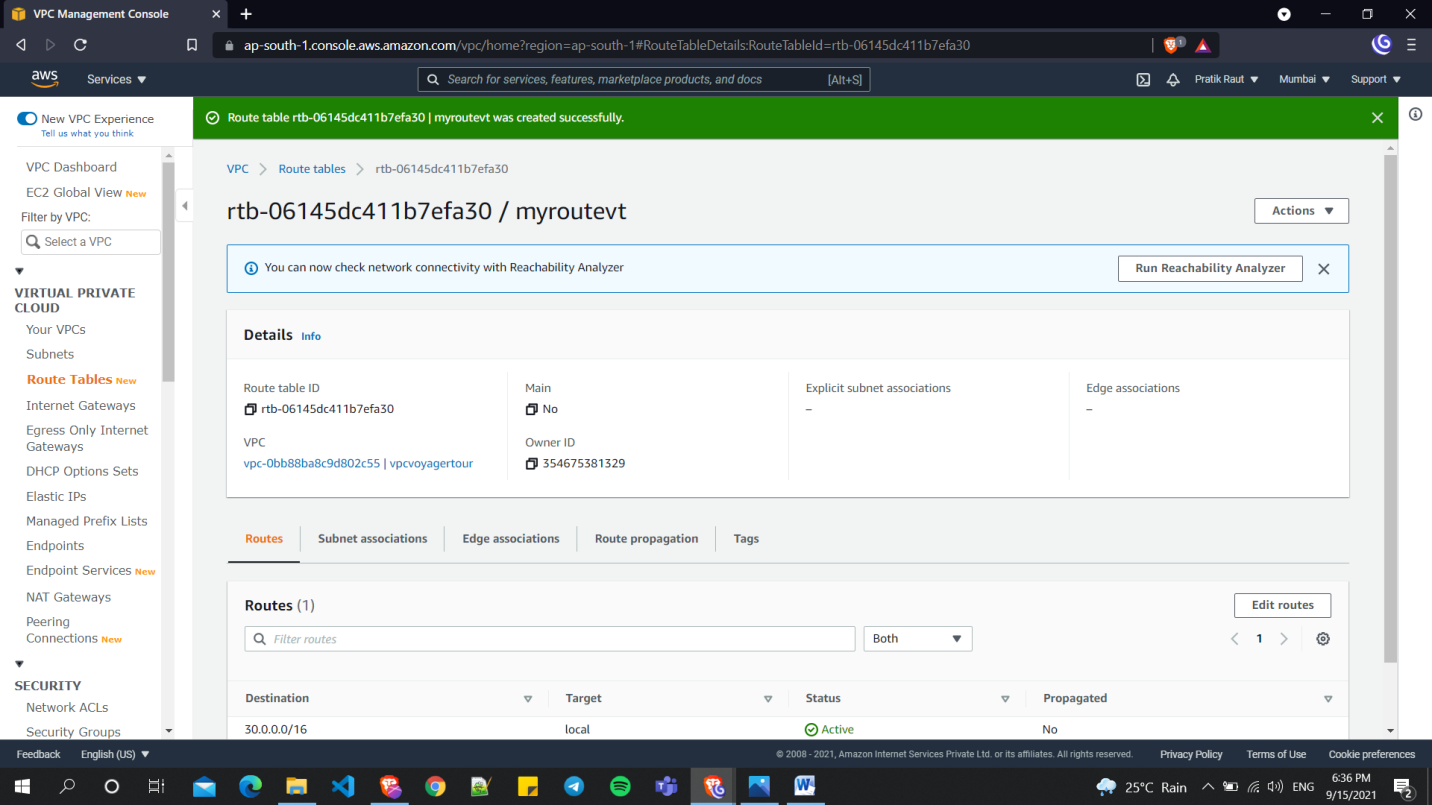 VPC Management Console
ap-south-1.console.aws.amazon.com/vpc/home?region=ap-south-1#RouteTableDetails:RouteTableId=rtb-06145dc411b7efa30
1
aws
Services
Search for services, features, marketplace products, and docs [Alt+S]
Pratik Raut
Mumbai
Support
New VPC Experience
Tell us what you think
Route table rtb-06145dc411b7efa30 | myroutevt was created successfully.
VPC Dashboard
EC2 Global View New
Filter by VPC:
Select a VPC
VIRTUAL PRIVATE
CLOUD
Your VPCs
Subnets
Route Tables New
Internet Gateways
Egress Only Internet
Gateways
DHCP Options Sets
Elastic IPs
Managed Prefix Lists
Endpoints
Endpoint Services New
NAT Gateways
Peering
Connections New
SECURITY
Network ACLs
Security Groups
VPC
Route tables
rtb-06145dc411b7efa30
rtb-06145dc411b7efa30 / myroutevt
Actions
You can now check network connectivity with Reachability Analyzer
Run Reachability Analyzer
Details Info
Route table ID
rtb-06145dc411b7efa30
VPC
vpc-0bb88ba8c9d802c55 | vpcvoyagertour
Main
No
Owner ID
354675381329
Explicit subnet associations
–
Edge associations
–
Routes
Subnet associations
Edge associations
Route propagation
Tags
Routes (1)
Edit routes
Filter routes
Both
1
Destination Target Status Propagated
30.0.0.0/16 local Active No
Feedback
English (US)
© 2008 - 2021, Amazon Internet Services Private Ltd. or its affiliates. All rights reserved.
Privacy Policy
Terms of Use
Cookie preferences
25°C Rain
ENG
6:36 PM
9/15/2021
2